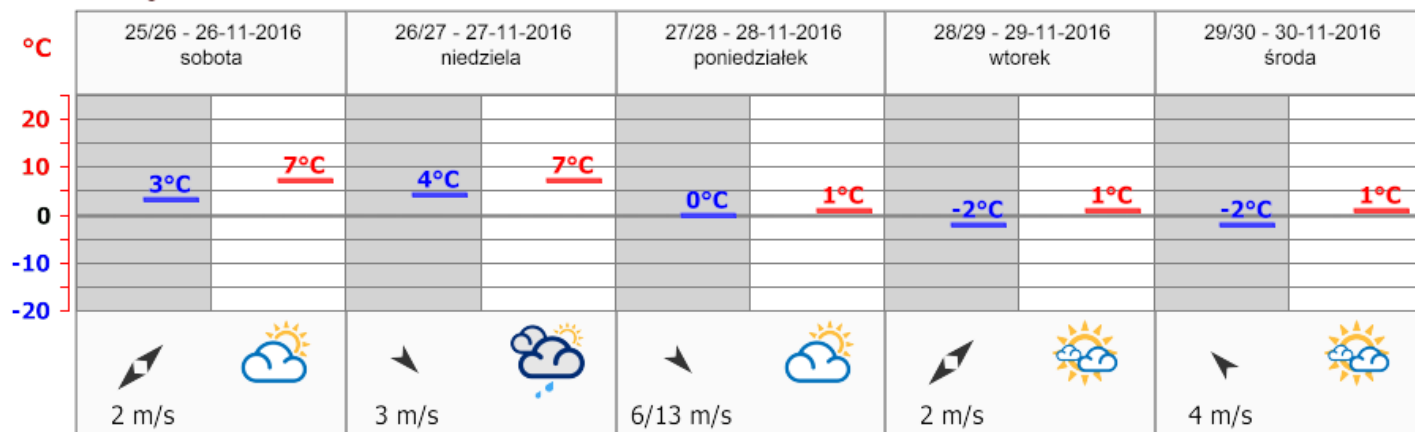 °C
25/26 - 26-11-2016
sobota
26/27 - 27-11-2016
niedziela
27/28 - 28-11-2016
poniedziałek
28/29 - 29-11-2016
wtorek
29/30 - 30-11-2016
środa
20
10
0
-10
-20
3°C
7°C
4°C
7°C
0°C
1°C
-2°C
1°C
-2°C
1°C
2 m/s
3 m/s
6/13 m/s
2 m/s
4 m/s